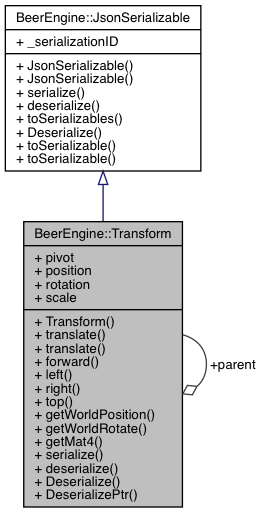 BeerEngine::JsonSerializable
+ _serializationID
+ JsonSerializable()
+ JsonSerializable()
+ serialize()
+ deserialize()
+ toSerializables()
+ Deserialize()
+ toSerializable()
+ toSerializable()
BeerEngine::Transform
+ pivot
+ position
+ rotation
+ scale
+ Transform()
+ translate()
+ translate()
+ forward()
+ left()
+ right()
+ top()
+ getWorldPosition()
+ getWorldRotate()
+ getMat4()
+ serialize()
+ deserialize()
+ Deserialize()
+ DeserializePtr()
+parent